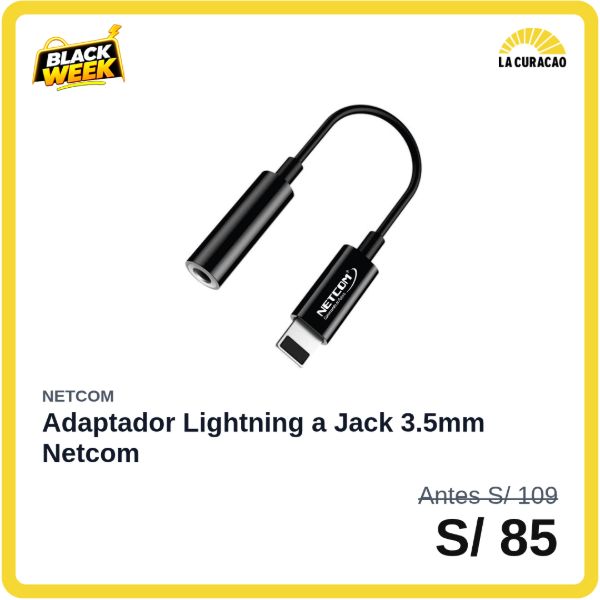 BLACK
WEEK
LA CURACAO
NETCOM®
NETCOM
Adaptador Lightning a Jack 3.5mm
Netcom
Antes S/ 109
S/ 85